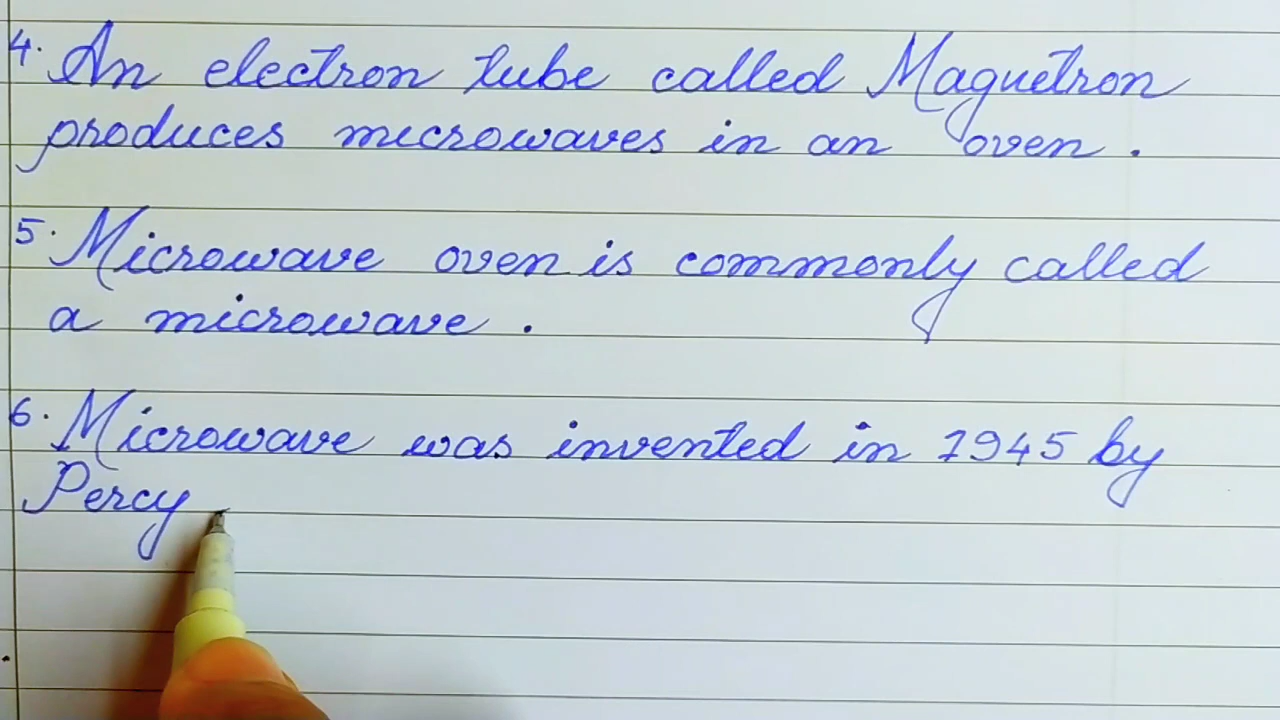 4. An electron tube called Magnetron
produces microwaves in an oven.
5. Microwave oven is commonly called
a microwave.
6. Microwave was invented in 1945 by
Percy